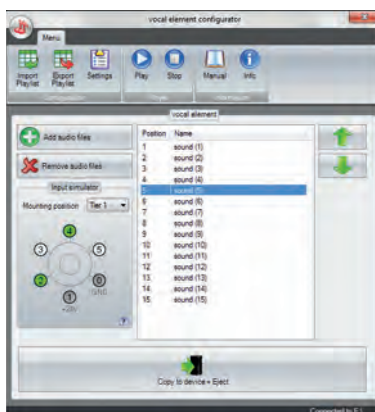 vocal element configurator
Menu
Import Playlist
Export Playlist
Settings
Play
Stop
Manual
Info
vocal element
Add audio files
Remove audio files
Input simulator
Mounting position Tier 1
4
3
5
2
0
GND
1
Position Name
1 sound (1)
2 sound (2)
3 sound (3)
4 sound (4)
5 sound (5)
6 sound (6)
7 sound (7)
8 sound (8)
9 sound (9)
10 sound (10)
11 sound (11)
12 sound (12)
13 sound (13)
14 sound (14)
15 sound (15)
Copy to device + Eject